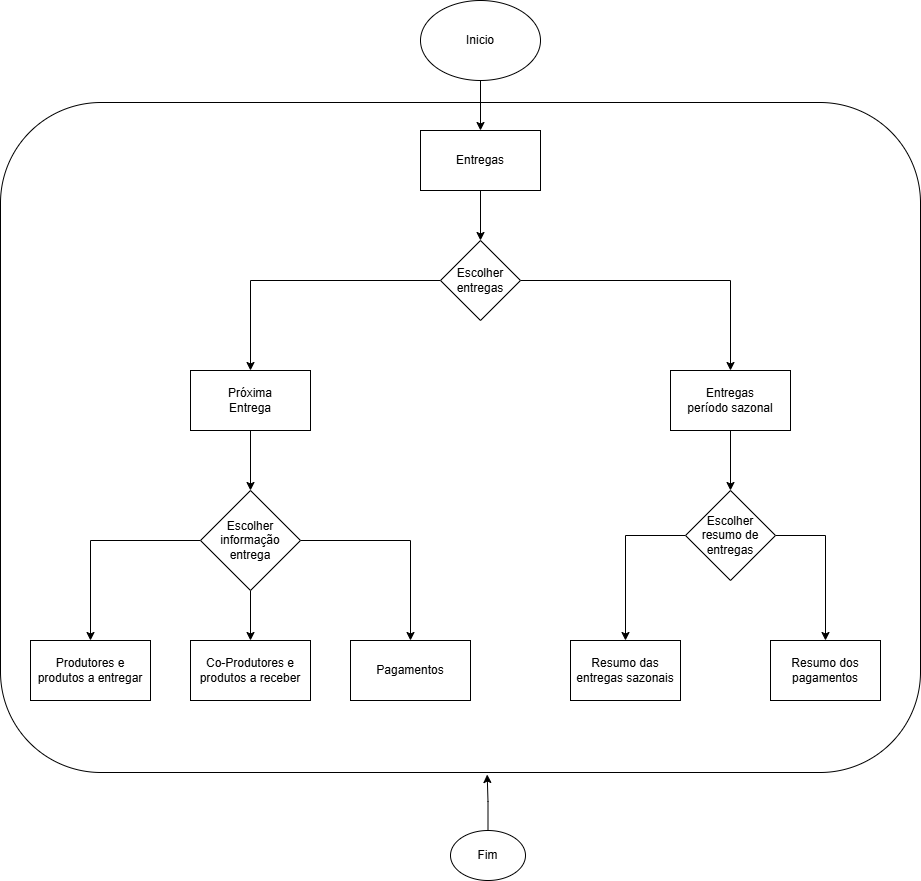 Inicio
Entregas
Escolher
entregas
Próxima
Entrega
Entregas
período sazonal
Escolher
informação
entrega
Escolher
resumo de
entregas
Produtores e
produtos a entregar
Co-Produtores e
produtos a receber
Pagamentos
Resumo das
entregas sazonais
Resumo dos
pagamentos
Fim